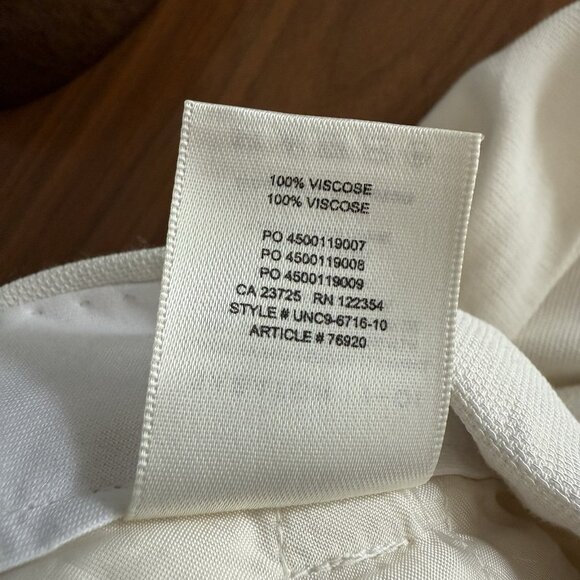 100% VISCOSE
100% VISCOSE
PO 4500119007
PO 4500119008
PO 4500119009
CA 23725 RN 122354
STYLE # UNC9-6716-10
ARTICLE # 76920